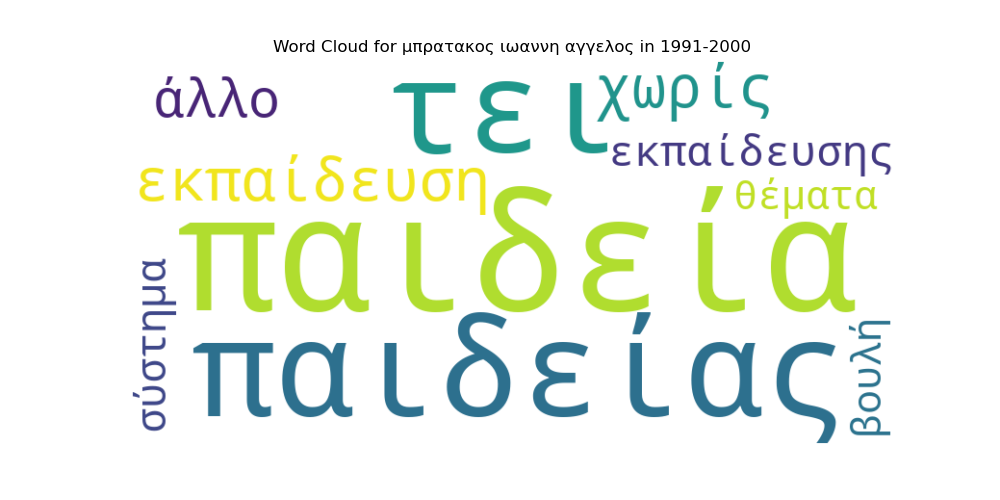 Word Cloud for μπρατακος ιωαννη αγγελος in 1991-2000
άλλο
τει
χωρίς
εκπαίδευσης
εκπαίδευση
θέματα
παιδεία
σύστημα
παιδείας
βουλή